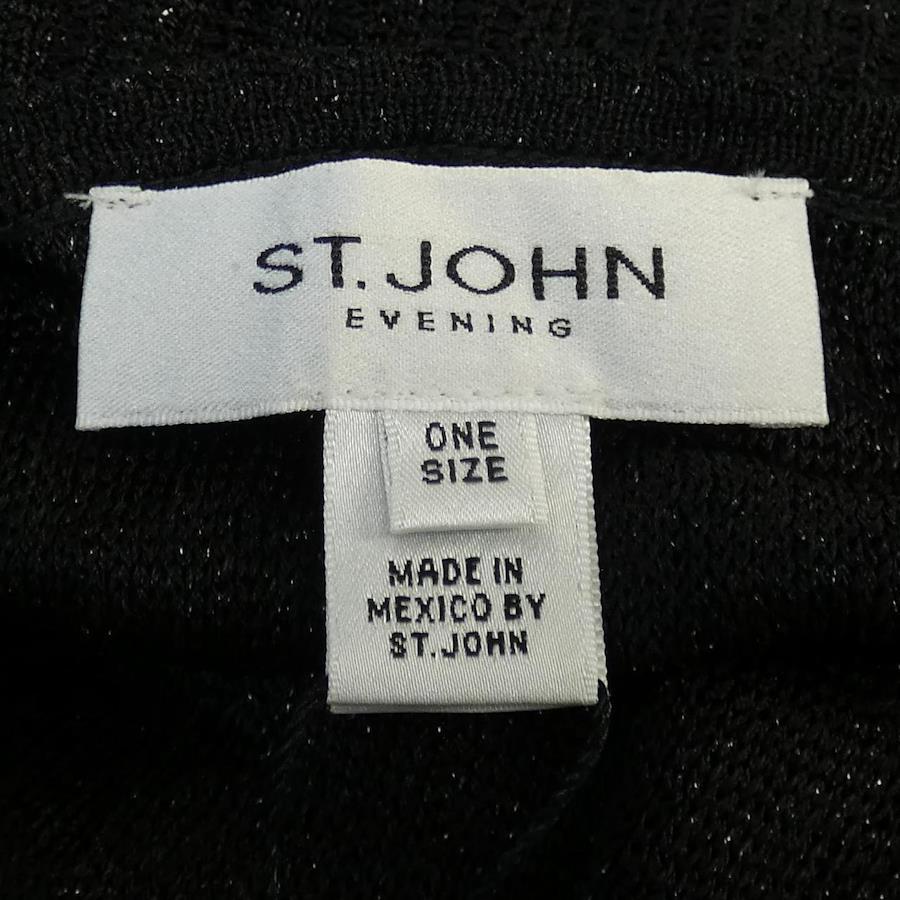 ST. JOHN
EVENING
ONE
SIZE
MADE IN
MEXICO BY
ST. JOHN